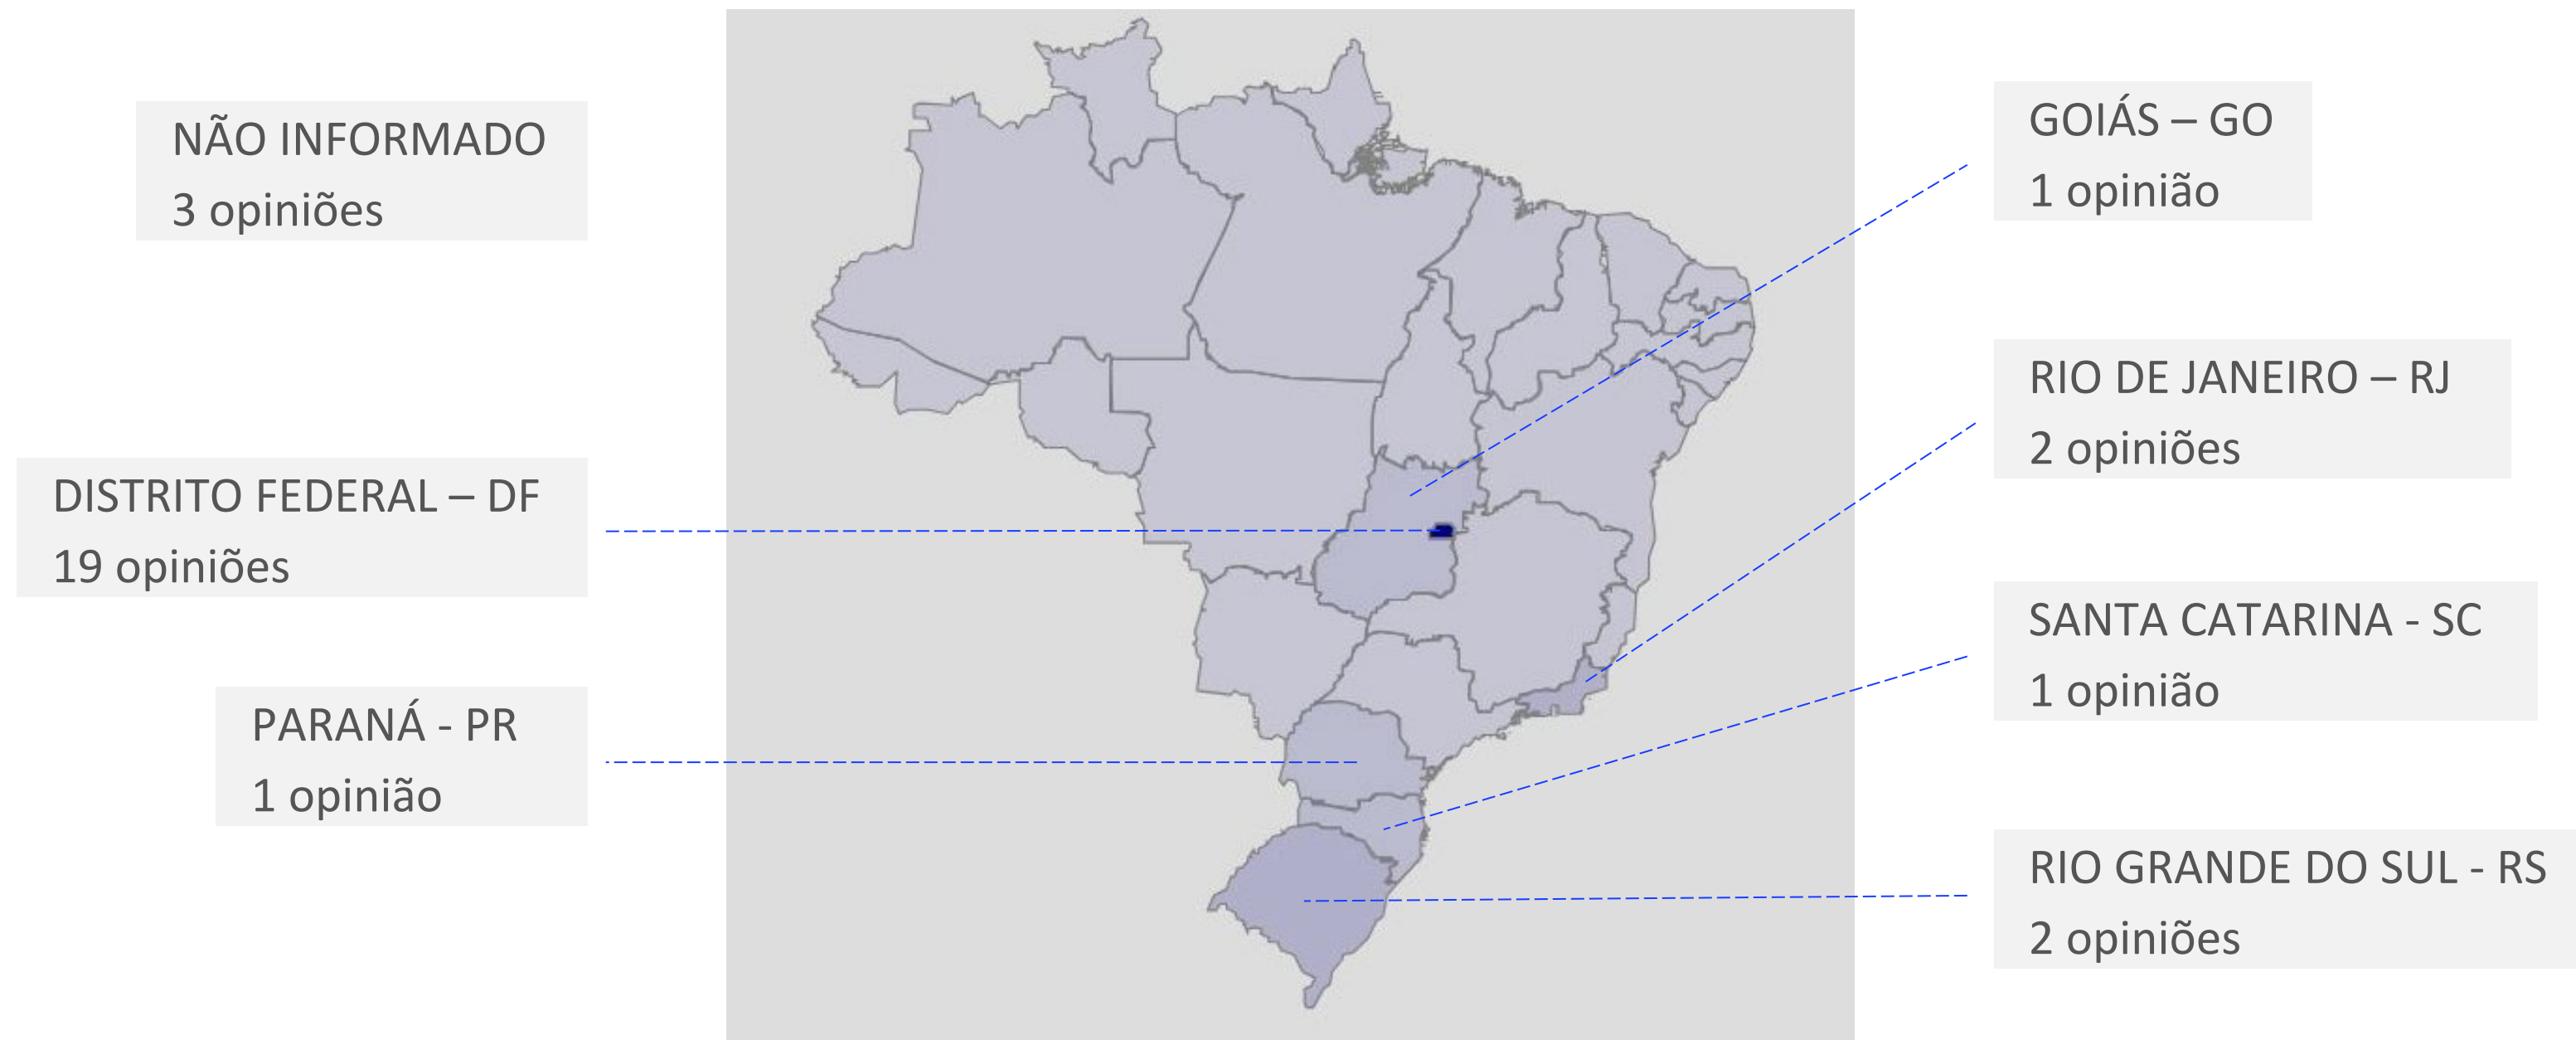 NÃO INFORMADO
3 opiniões
DISTRITO FEDERAL – DF
19 opiniões
PARANÁ - PR
1 opinião
GOIÁS – GO
1 opinião
RIO DE JANEIRO – RJ
2 opiniões
SANTA CATARINA - SC
1 opinião
RIO GRANDE DO SUL - RS
2 opiniões